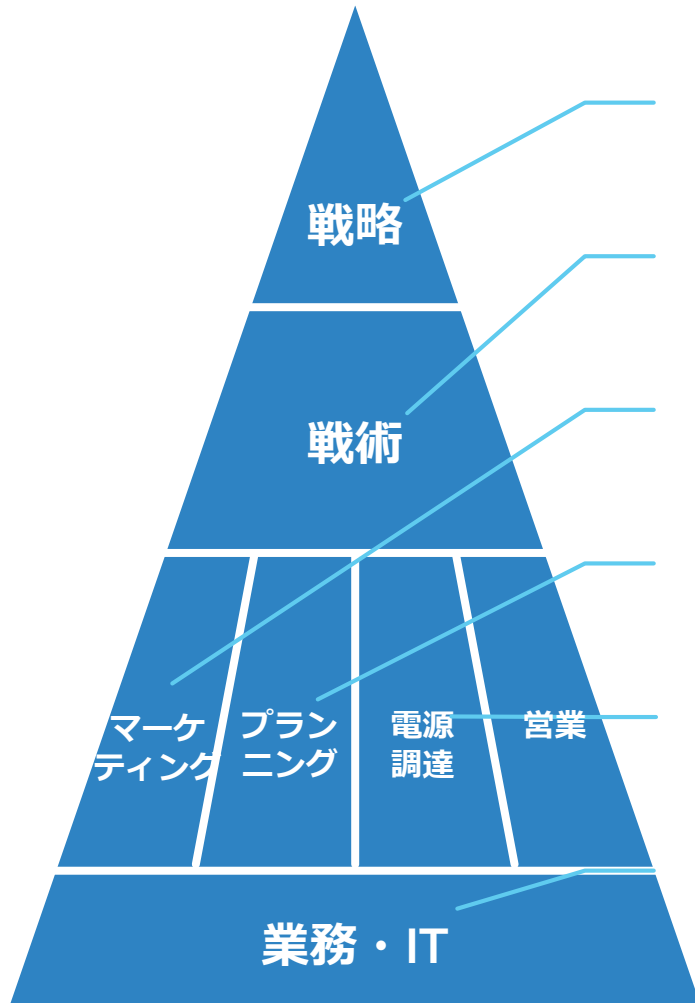 戦略
戦術
マーケ
ティング
プラン
ニング
電源
調達
営業
業務・IT